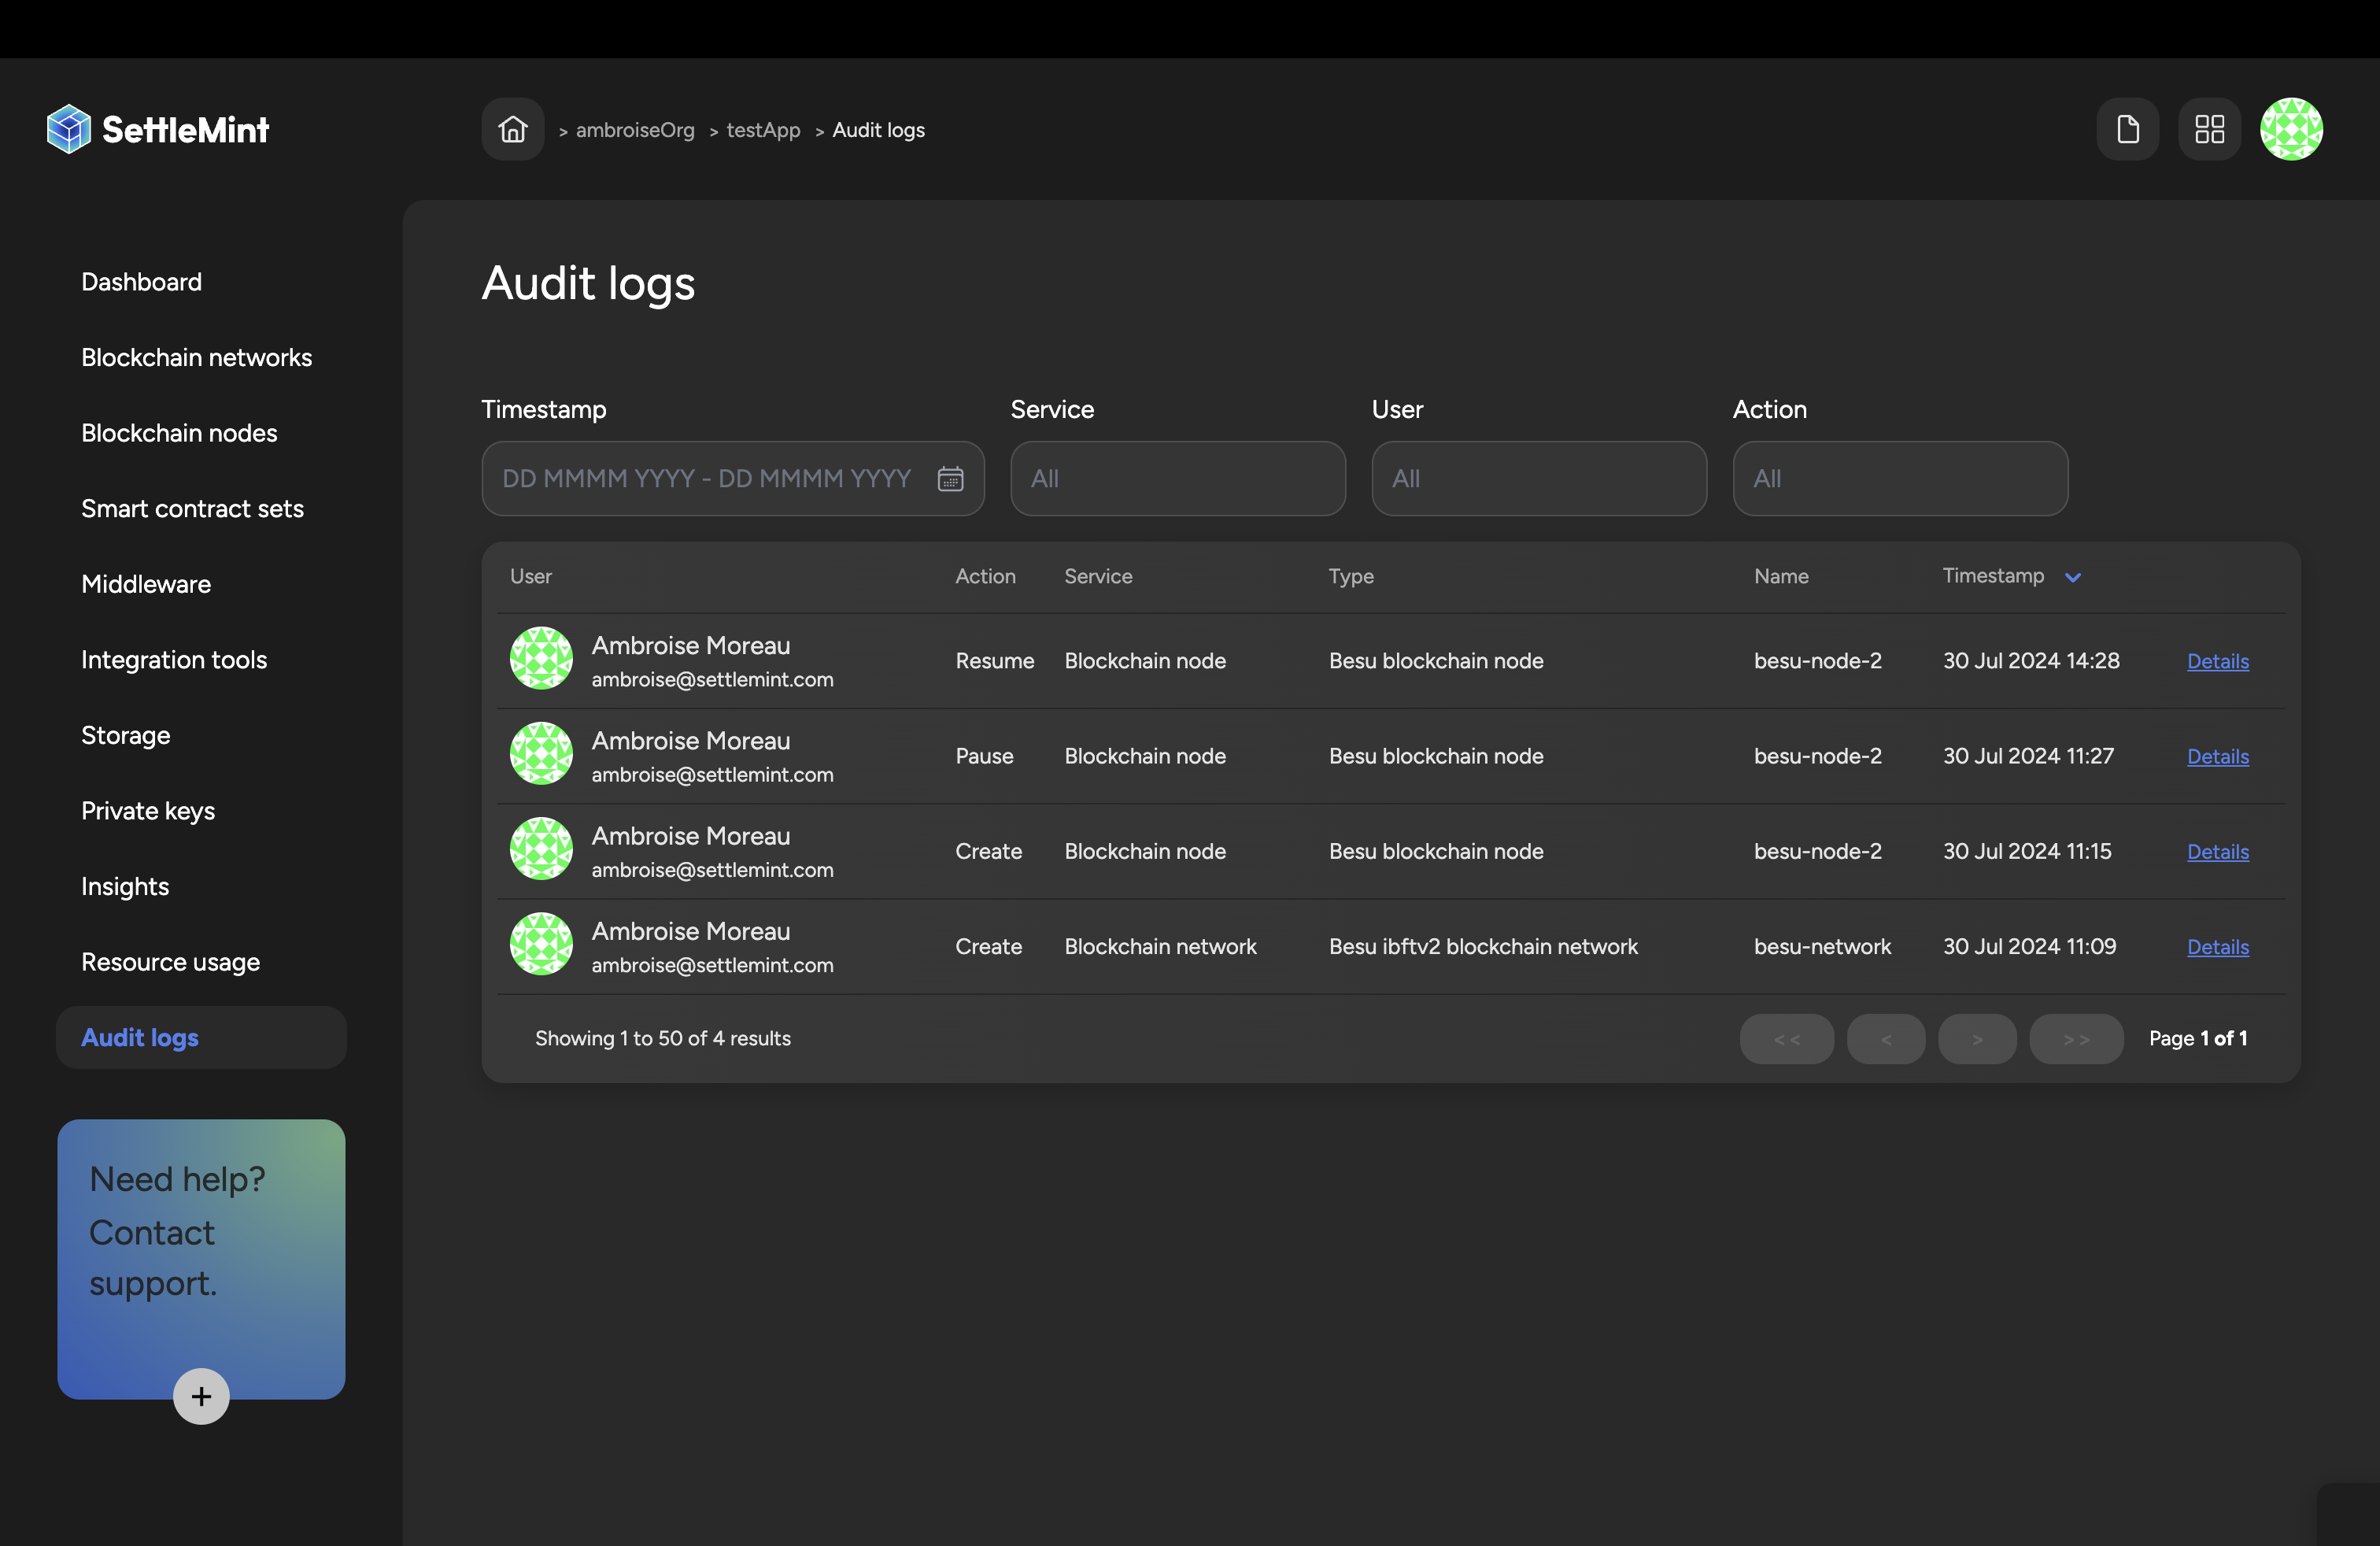 SettleMint
> ambroiseOrg > testApp > Audit logs
Dashboard
Blockchain networks
Blockchain nodes
Smart contract sets
Middleware
Integration tools
Storage
Private keys
Insights
Resource usage
Audit logs
Need help?
Contact
support.
+
Audit logs
Timestamp Service User Action
DD MMMM YYYY - DD MMMM YYYY All All All
User Action Service Type Name Timestamp
Ambroise Moreau
ambroise@settlemint.com
Resume Blockchain node Besu blockchain node besu-node-2 30 Jul 2024 14:28 Details
Ambroise Moreau
ambroise@settlemint.com
Pause Blockchain node Besu blockchain node besu-node-2 30 Jul 2024 11:27 Details
Ambroise Moreau
ambroise@settlemint.com
Create Blockchain node Besu blockchain node besu-node-2 30 Jul 2024 11:15 Details
Ambroise Moreau
ambroise@settlemint.com
Create Blockchain network Besu ibftv2 blockchain network besu-network 30 Jul 2024 11:09 Details
Showing 1 to 50 of 4 results << < > >> Page 1 of 1